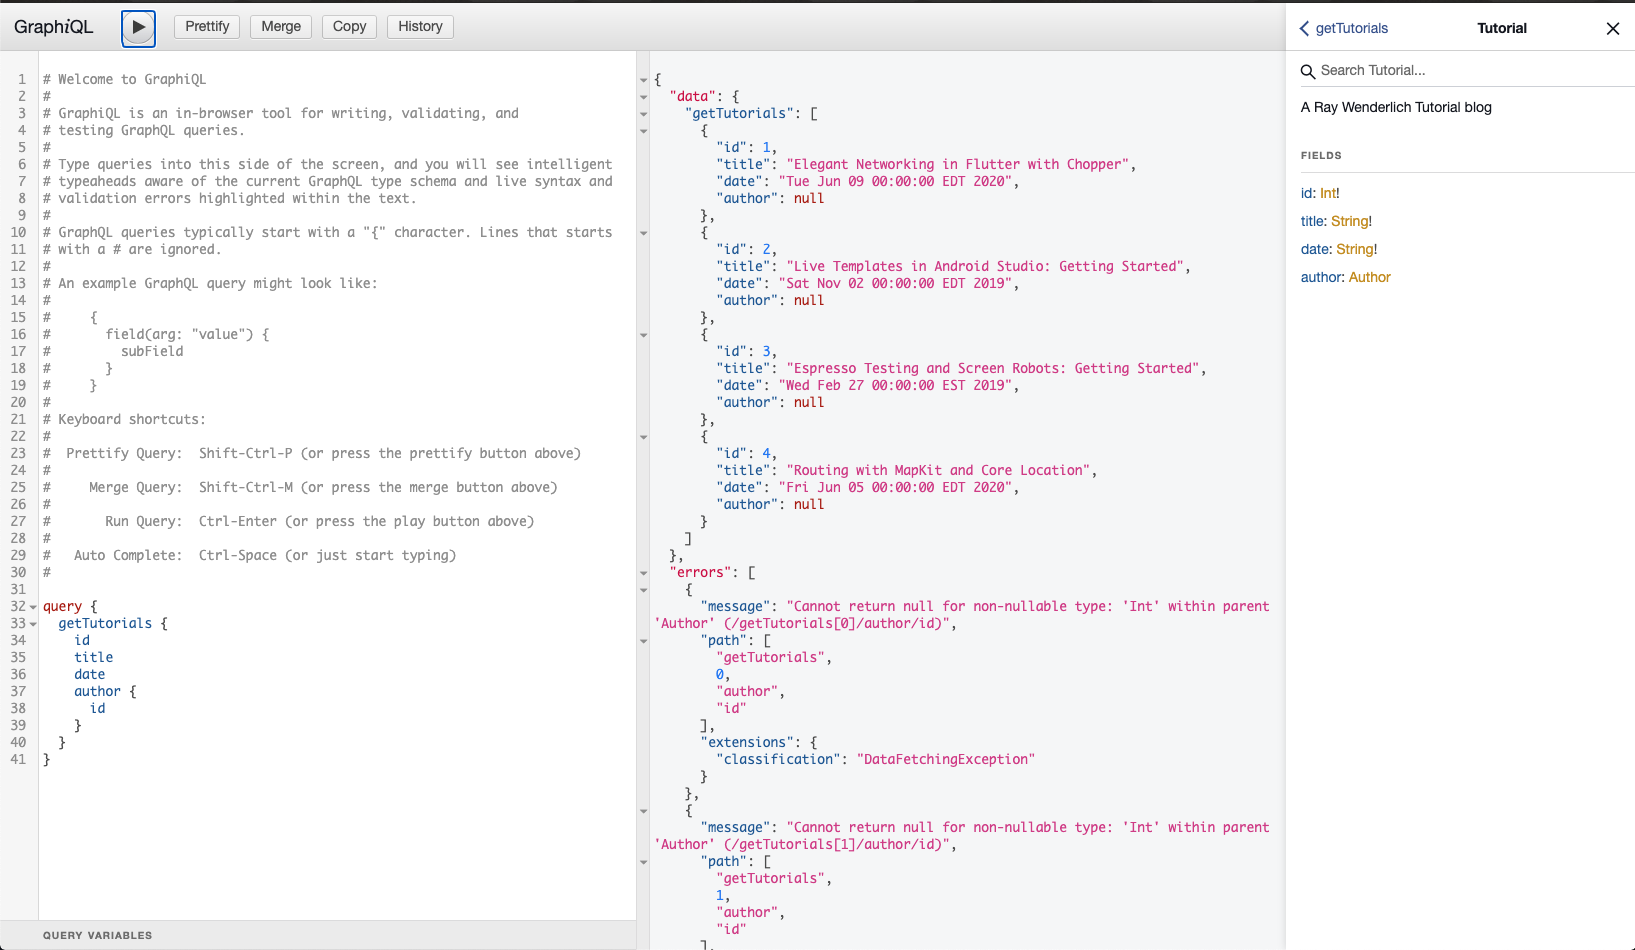 GraphiQL
Prettify
Merge
Copy
History
getTutorials
Tutorial
Search Tutorial...
A Ray Wenderlich Tutorial blog
FIELDS
id: Int!
title: String!
date: String!
author: Author
1 # Welcome to GraphiQL
2 #
3 # GraphiQL is an in-browser tool for writing, validating, and
4 # testing GraphQL queries.
5 #
6 # Type queries into this side of the screen, and you will see intelligent
7 # typeaheads aware of the current GraphQL type schema and live syntax and
8 # validation errors highlighted within the text.
9 #
10 # GraphQL queries typically start with a "{" character. Lines that starts
11 # with a # are ignored.
12 #
13 # An example GraphQL query might look like:
14 #
15 #     {
16 #       field(arg: "value") {
17 #         subField
18 #       }
19 #     }
20 #
21 # Keyboard shortcuts:
22 #
23 #  Prettify Query:  Shift-Ctrl-P (or press the prettify button above)
24 #
25 #     Merge Query:  Shift-Ctrl-M (or press the merge button above)
26 #
27 #       Run Query:  Ctrl-Enter (or press the play button above)
28 #
29 #   Auto Complete:  Ctrl-Space (or just start typing)
30 #
31
32 query {
33   getTutorials {
34     id
35     title
36     date
37     author {
38       id
39     }
40   }
41 }
QUERY VARIABLES
{
  "data": {
    "getTutorials": [
      {
        "id": 1,
        "title": "Elegant Networking in Flutter with Chopper",
        "date": "Tue Jun 09 00:00:00 EDT 2020",
        "author": null
      },
      {
        "id": 2,
        "title": "Live Templates in Android Studio: Getting Started",
        "date": "Sat Nov 02 00:00:00 EDT 2019",
        "author": null
      },
      {
        "id": 3,
        "title": "Espresso Testing and Screen Robots: Getting Started",
        "date": "Wed Feb 27 00:00:00 EST 2019",
        "author": null
      },
      {
        "id": 4,
        "title": "Routing with MapKit and Core Location",
        "date": "Fri Jun 05 00:00:00 EDT 2020",
        "author": null
      }
    ]
  },
  "errors": [
    {
      "message": "Cannot return null for non-nullable type: 'Int' within parent
'Author' (/getTutorials[0]/author/id)",
      "path": [
        "getTutorials",
        0,
        "author",
        "id"
      ],
      "extensions": {
        "classification": "DataFetchingException"
      }
    },
    {
      "message": "Cannot return null for non-nullable type: 'Int' within parent
'Author' (/getTutorials[1]/author/id)",
      "path": [
        "getTutorials",
        1,
        "author",
        "id"
      ],